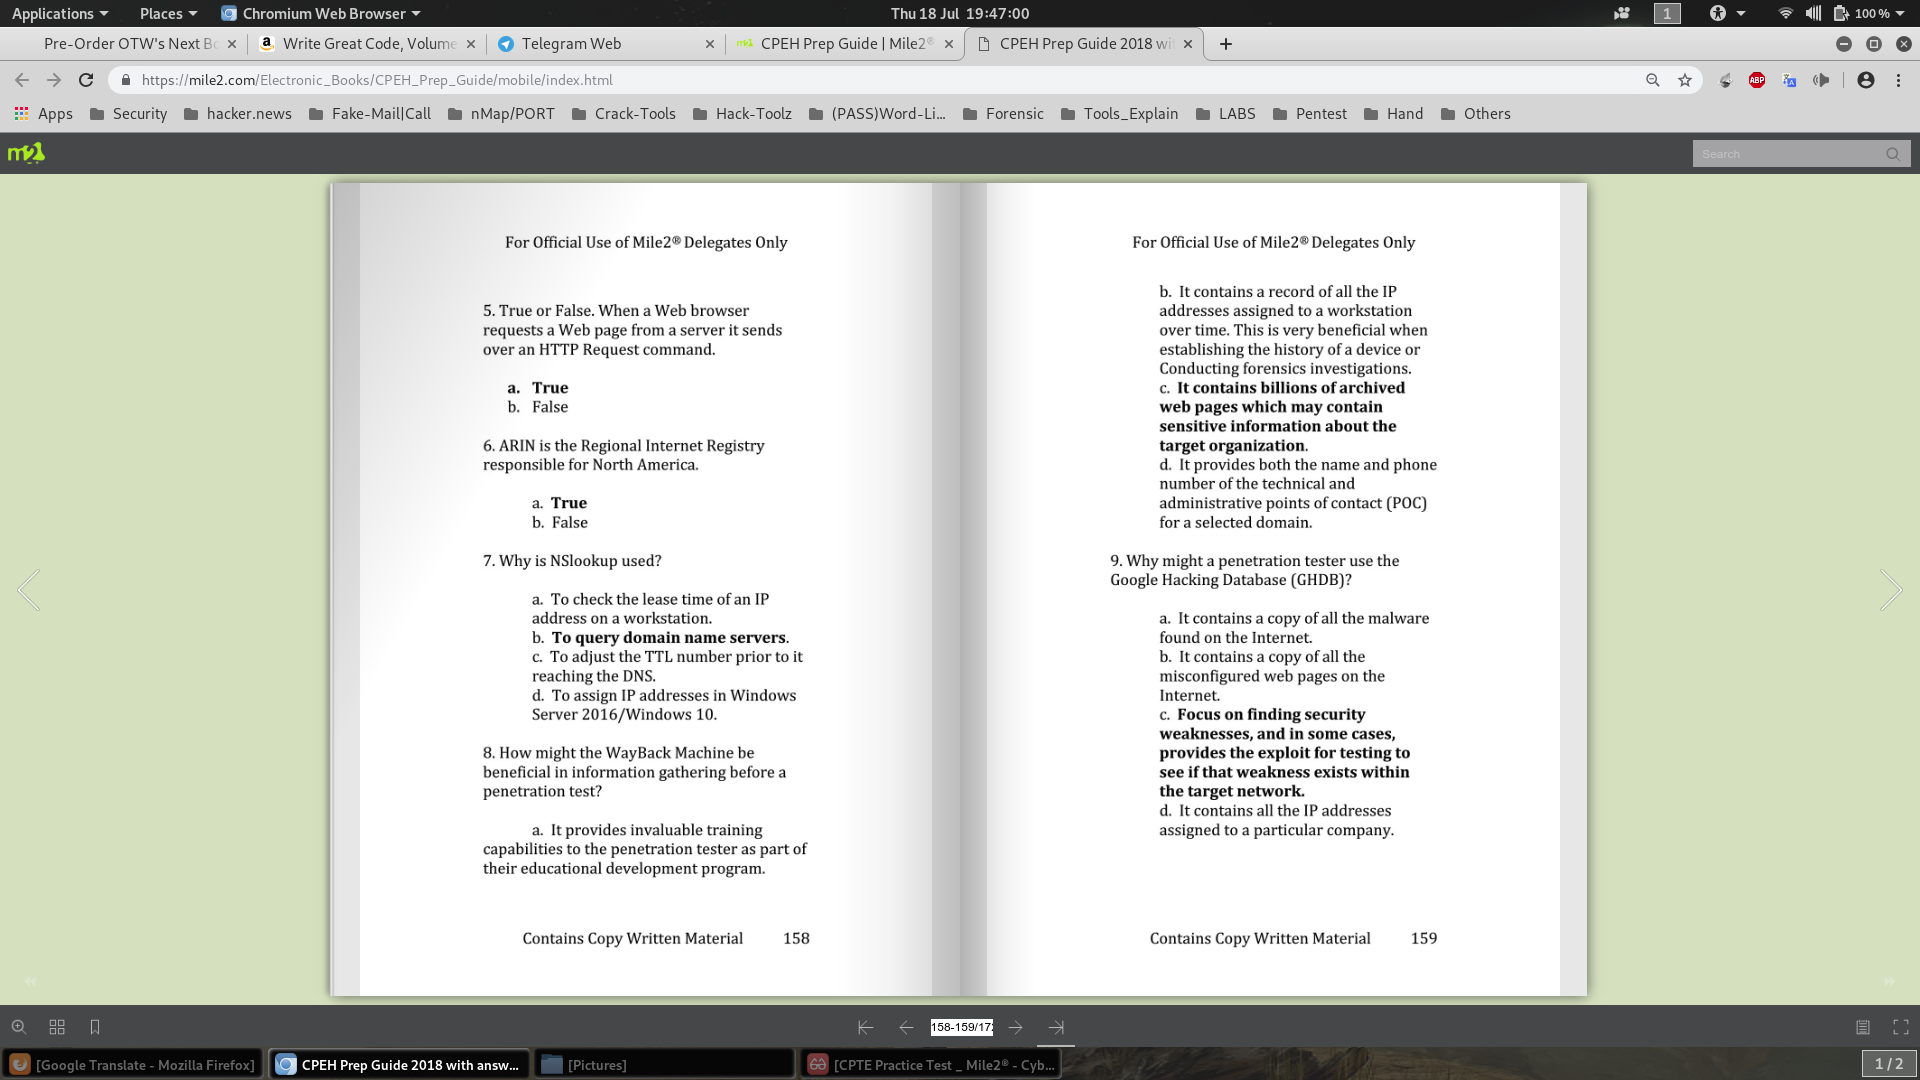 Applications Places Chromium Web Browser Thu 18 Jul 19:47:00 1 100 %
Pre-Order OTW's Next Bo Write Great Code, Volume Telegram Web CPEH Prep Guide | Mile2® CPEH Prep Guide 2018 wi
https://mile2.com/Electronic_Books/CPEH_Prep_Guide/mobile/index.html ABP
Apps Security hacker.news Fake-Mail|Call nMap/PORT Crack-Tools Hack-Toolz (PASS)Word-Li... Forensic Tools_Explain LABS Pentest Hand Others
m2 Search
For Official Use of Mile2® Delegates Only
5. True or False. When a Web browser
requests a Web page from a server it sends
over an HTTP Request command.
a. True
b. False
6. ARIN is the Regional Internet Registry
responsible for North America.
a. True
b. False
7. Why is NSlookup used?
a. To check the lease time of an IP
address on a workstation.
b. To query domain name servers.
c. To adjust the TTL number prior to it
reaching the DNS.
d. To assign IP addresses in Windows
Server 2016/Windows 10.
8. How might the WayBack Machine be
beneficial in information gathering before a
penetration test?
a. It provides invaluable training
capabilities to the penetration tester as part of
their educational development program.
Contains Copy Written Material 158
For Official Use of Mile2® Delegates Only
b. It contains a record of all the IP
addresses assigned to a workstation
over time. This is very beneficial when
establishing the history of a device or
Conducting forensics investigations.
c. It contains billions of archived
web pages which may contain
sensitive information about the
target organization.
d. It provides both the name and phone
number of the technical and
administrative points of contact (POC)
for a selected domain.
9. Why might a penetration tester use the
Google Hacking Database (GHDB)?
a. It contains a copy of all the malware
found on the Internet.
b. It contains a copy of all the
misconfigured web pages on the
Internet.
c. Focus on finding security
weaknesses, and in some cases,
provides the exploit for testing to
see if that weakness exists within
the target network.
d. It contains all the IP addresses
assigned to a particular company.
Contains Copy Written Material 159
158-159/17
[Google Translate - Mozilla Firefox] CPEH Prep Guide 2018 with answ... [Pictures] [CPTE Practice Test _ Mile2® - Cyb... 1 / 2